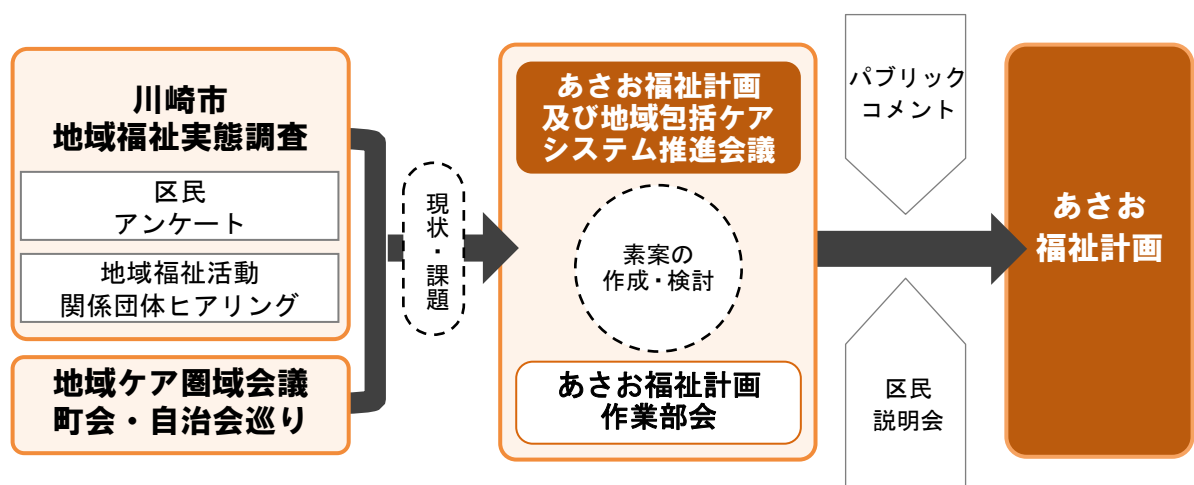 川崎市
地域福祉実態調査
区民
アンケート
地域福祉活動
関係団体ヒアリング
地域ケア圏域会議
町会・自治会巡り
現状・課題
あさお福祉計画
及び地域包括ケア
システム推進会議
素案の
作成・検討
あさお福祉計画
作業部会
パブリック
コメント
区民
説明会
あさお
福祉計画